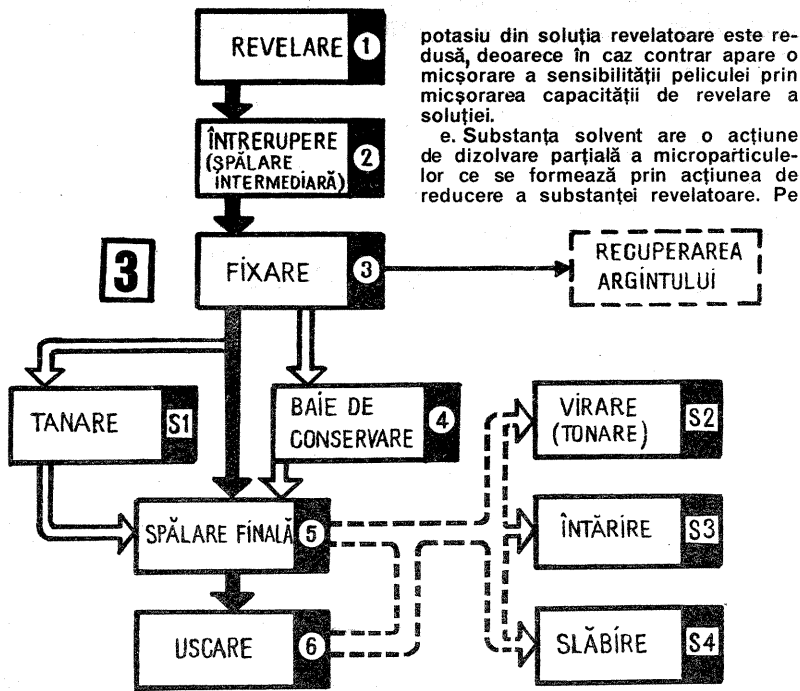 REVELARE 1
potasiu din soluția revelatoare este re-
dusă, deoarece în caz contrar apare o
micșorare a sensibilității peliculei prin
micșorarea capacității de revelare a
soluției.
e. Substanța solvent are o acțiune
de dizolvare parțială a microparticule-
lor ce se formează prin acțiunea de
reducere a substanței revelatoare. Pe
ÎNTRERUPERE
(SPĂLARE
INTERMEDIARĂ)
2
3
FIXARE 3
RECUPERAREA
ARGINTULUI
TANARE S1
BAIE DE
CONSERVARE
4
VIRARE
(TONARE)
S2
SPĂLARE FINALĂ 5
ÎNTĂRIRE S3
USCARE 6
SLĂBIRE S4